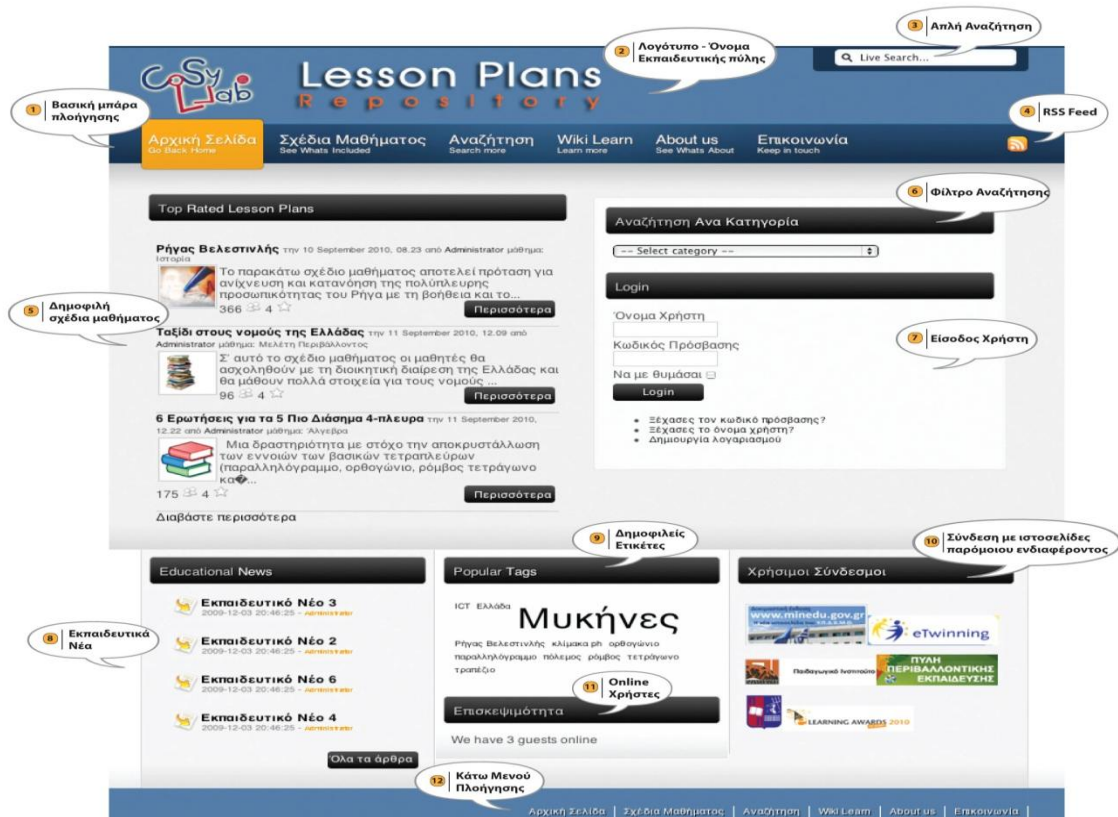 3 Απλή Αναζήτηση
2 Λογότυπο - Όνομα
Εκπαιδευτικής πύλης
Live Search...
CoSy Lab
Lesson Plans
Repository
1 Βασική μπάρα
πλοήγησης
4 RSS Feed
Αρχική Σελίδα Σχέδια Μαθήματος Αναζήτηση Wiki Learn About us Επικοινωνία
Go Back Home See Whats Included Search more Learn more See Whats About Keep in touch
6 Φίλτρο Αναζήτησης
Top Rated Lesson Plans
Ρήγας Βελεστινλής την 10 September 2010, 08.23 από Administrator μάθημα:
Ιστορία
Το παρακάτω σχέδιο μαθήματος αποτελεί πρόταση για
ανίχνευση και κατανόηση της πολύπλευρης
προσωπικότητας του Ρήγα με τη βοήθεια και το...
366 4
Περισσότερα
5 Δημοφιλή
σχέδια μαθήματος
Ταξίδι στους νομούς της Ελλάδας την 11 September 2010, 12.09 από
Administrator μάθημα: Μελέτη Περιβάλλοντος
Σ' αυτό το σχέδιο μαθήματος οι μαθητές θα
ασχοληθούν με τη διοικητική διαίρεση της Ελλάδας και
θα μάθουν πολλά στοιχεία για τους νομούς ...
96 4
Περισσότερα
6 Ερωτήσεις για τα 5 Πιο Διάσημα 4-πλευρα την 11 September 2010,
12.22 από Administrator μάθημα: Άλγεβρα
Μια δραστηριότητα με στόχο την αποκρυστάλλωση
των εννοιών των βασικών τετραπλεύρων
(παραλληλόγραμμο, ορθογώνιο, ρόμβος τετράγωνο
κα�...
175 4
Περισσότερα
Διαβάστε περισσότερα
Αναζήτηση Ανα Κατηγορία
-- Select category --
Login
Όνομα Χρήστη
7 Είσοδος Χρήστη
Κωδικός Πρόσβασης
Να με θυμάσαι
Login
Ξέχασες τον κωδικό πρόσβασης?
Ξέχασες το όνομα χρήστη?
Δημιουργία λογαριασμού
9 Δημοφιλείς
Ετικέτες
10 Σύνδεση με ιστοσελίδες
παρόμοιου ενδιαφέροντος
Educational News
Εκπαιδευτικό Νέο 3
2009-12-03 20:46:25 - Administrator
Εκπαιδευτικό Νέο 2
2009-12-03 20:46:25 - Administrator
8 Εκπαιδευτικά
Νέα
Εκπαιδευτικό Νέο 6
2009-12-03 20:46:25 - Administrator
Εκπαιδευτικό Νέο 4
2009-12-03 20:46:25 - Administrator
Όλα τα άρθρα
Popular Tags
ICT Ελλάδα Μυκήνες
Ρήγας Βελεστινλής κλίμακα ph ορθογώνιο
παραλληλόγραμμο πόλεμος ρόμβος τετράγωνο
τραπέζιο
11 Online
Χρήστες
Επισκεψιμότητα
We have 3 guests online
Χρήσιμοι Σύνδεσμοι
www.minedu.gov.gr
eTwinning
Παιδαγωγικό Ινστιτούτο
ΠΥΛΗ
ΠΕΡΙΒΑΛΛΟΝΤΙΚΗΣ
ΕΚΠΑΙΔΕΥΣΗΣ
LEARNING AWARDS 2010
12 Κάτω Μενού
Πλοήγησης
Αρχική Σελίδα | Σχέδια Μαθήματος | Αναζήτηση | Wiki Learn | About us | Επικοινωνία |